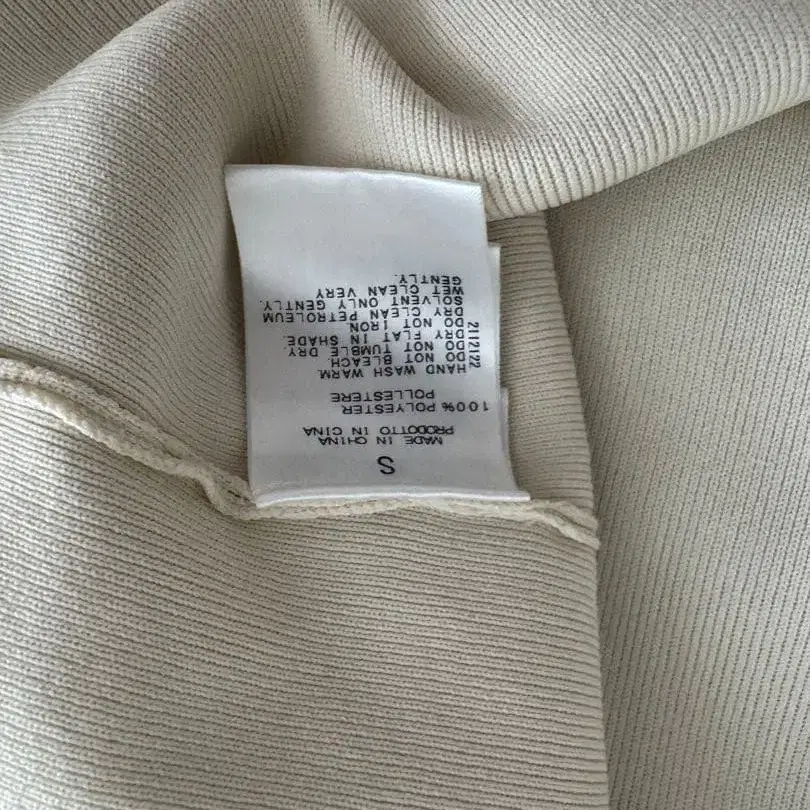 S
MADE IN CHINA
PRODOTTO IN CINA
100% POLYESTER
POLLESTERE
HAND WASH WARM.
DO NOT BLEACH.
DO NOT TUMBLE DRY.
DRY FLAT IN SHADE.
DO NOT IRON.
DRY CLEAN PETROLEUM
SOLVENT ONLY GENTLY.
WET CLEAN VERY
GENTLY.
2112122